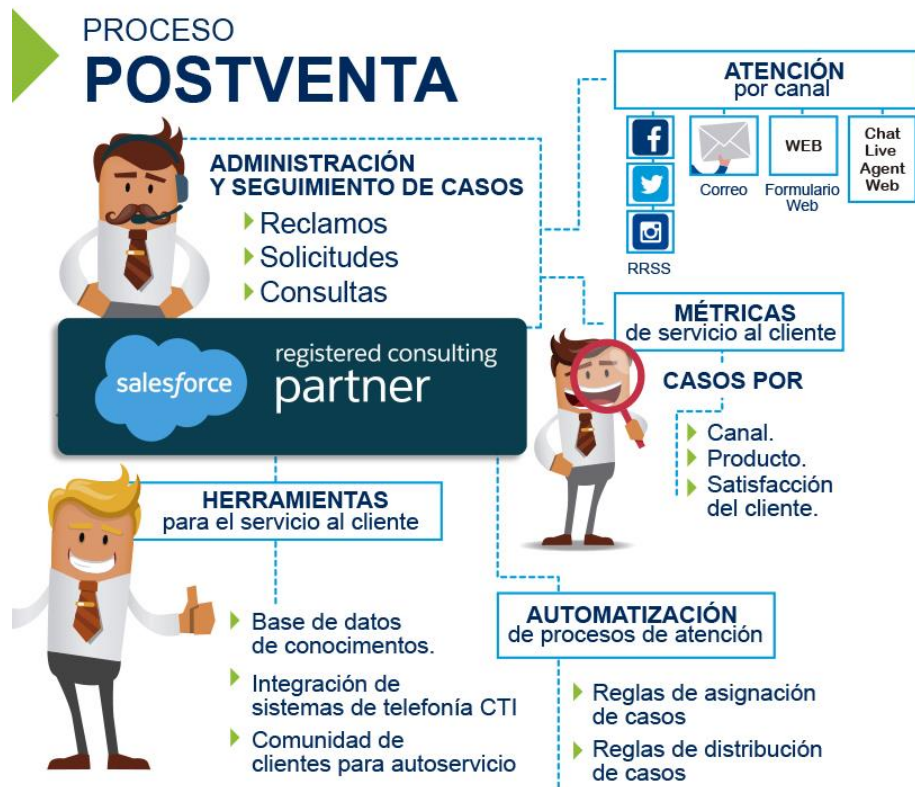 PROCESO
POSTVENTA
ADMINISTRACIÓN
Y SEGUIMIENTO DE CASOS
Reclamos
Solicitudes
Consultas
salesforce
registered consulting
partner
ATENCIÓN
por canal
RRSS
Correo
WEB
Formulario
Web
Chat
Live
Agent
Web
MÉTRICAS
de servicio al cliente
CASOS POR
Canal.
Producto.
Satisfacción
del cliente.
HERRAMIENTAS
para el servicio al cliente
Base de datos
de conocimientos.
Integración de
sistemas de telefonía CTI
Comunidad de
clientes para autoservicio
AUTOMATIZACIÓN
de procesos de atención
Reglas de asignación
de casos
Reglas de distribución
de casos